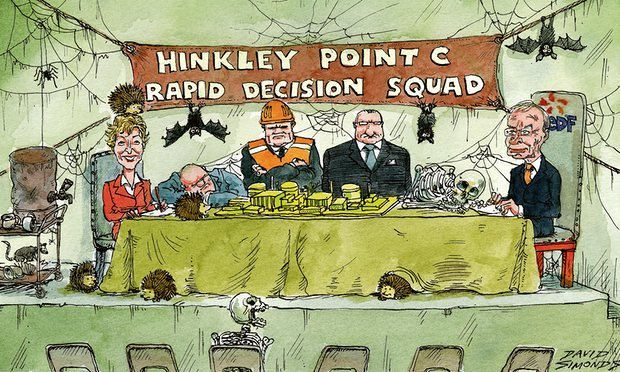 HINKLEY POINT C
RAPID DECISION SQUAD
eDF
DAVID
SIMONDS